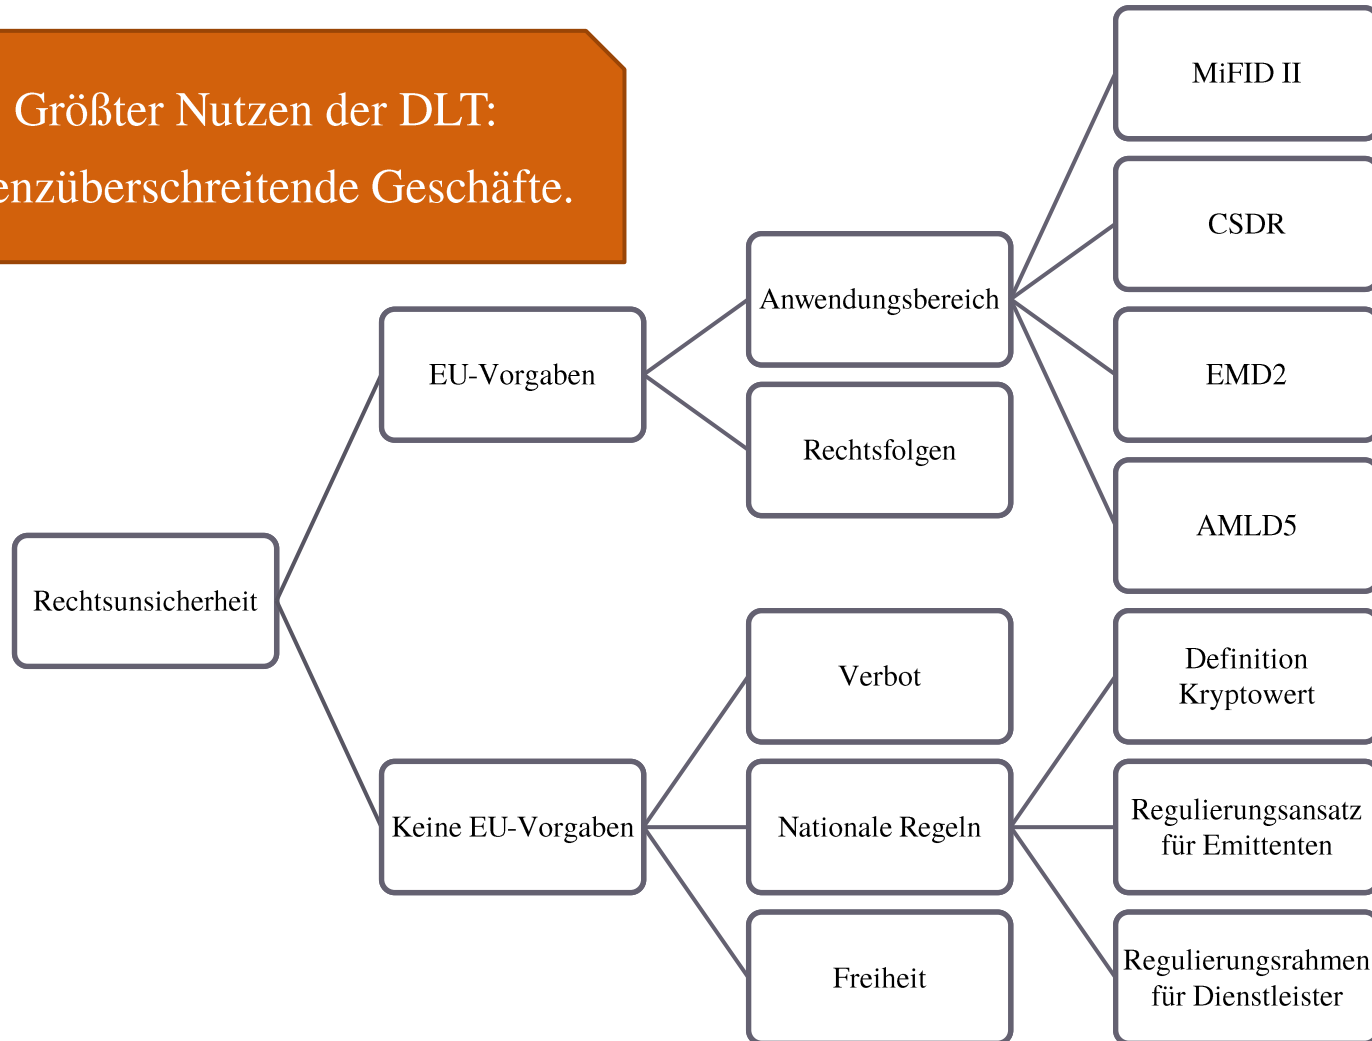 Größter Nutzen der DLT:
enzüberschreitende Geschäfte.
MiFID II
CSDR
Anwendungsbereich
EU-Vorgaben
EMD2
Rechtsfolgen
AMLD5
Rechtsunsicherheit
Verbot
Definition
Kryptowert
Keine EU-Vorgaben
Nationale Regeln
Regulierungsansatz
für Emittenten
Freiheit
Regulierungsrahmen
für Dienstleister